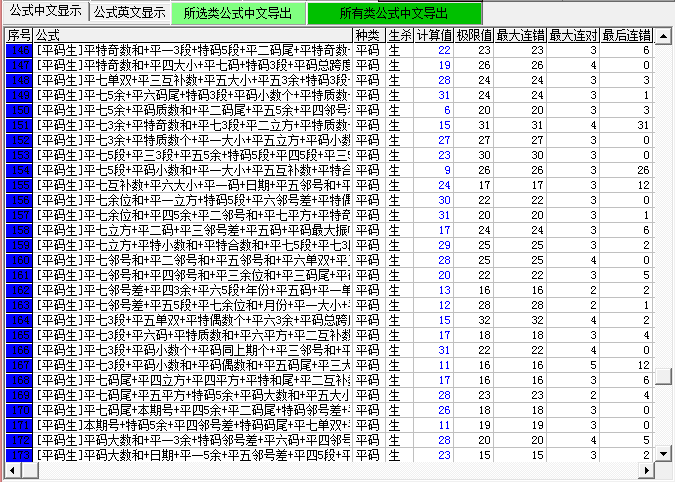 公式中文显示 公式英文显示 所选类公式中文导出 所有类公式中文导出
序号 公式 种类 生杀 计算值 极限值 最大连错 最大连对 最后连错
[平码生]平特奇数和+平一3段+特码5段+平二码尾+平特奇数 平码 生 22 23 23 3 6
[平码生]平特奇数和+平四大小+平七码+特码3段+平码总跨度 平码 生 19 26 26 4 0
[平码生]平七单双+平三互补数+平五大小+平五3余+特码3段- 平码 生 28 24 24 3 3
149 [平码生]平七5余+平六码尾+特码3段+平码小数个+平特质数- 平码 生 31 24 24 3 1
150 [平码生]平七5余+平码质数和+平二码尾+平五5余+平四邻号 平码 生 6 20 20 3 3
151 [平码生]平七3余+平特奇数和+平七3段+平二立方+平特质数- 平码 生 15 31 31 4 31
152 [平码生]平七3余+平特质数个+平一大小+平五立方+平码小数 平码 生 27 27 27 3 0
153 [平码生]平七5段+平三5段+平五5余+特码5段+平四5段+平三5 平码 生 23 30 30 3 0
154 [平码生]平七5段+平码小数和+平一大小+平五互补数+平特合 平码 生 9 26 26 3 26
155 [平码生]平七互补数+平六大小+平一码+日期+平五邻号和+平 平码 生 24 17 17 3 12
156 [平码生]平七余位和+平一立方+特码5段+平六邻号差+平特偶 平码 生 30 22 22 3 0
157 [平码生]平七余位和+平四5余+平二邻号和+平七平方+平特奇 平码 生 31 20 20 3 1
158 [平码生]平七立方+平二码+平三邻号差+平五码+平码最大振 平码 生 17 24 24 3 6
159 [平码生]平七立方+平特小数和+平特合数和+平七5段+平七3 平码 生 29 25 25 3 2
160 [平码生]平七邻号和+平二邻号和+平五邻号和+平六单双+平 平码 生 28 25 25 4 0
161 [平码生]平七邻号和+平四邻号和+平三余位和+平三码尾+平 平码 生 20 22 22 3 5
162 [平码生]平七邻号差+平四3余+平六5段+年份+平五码+平一单 平码 生 13 16 16 2 2
163 [平码生]平七邻号差+平五5段+平七余位和+月份+平一大小+ 平码 生 12 28 28 2 1
164 [平码生]平七3段+平五单双+平特偶数个+平六3余+平码总跨 平码 生 15 32 32 4 2
165 [平码生]平七3段+平六码+平特质数和+平六平方+平二互补 平码 生 17 18 18 3 4
166 [平码生]平七3段+平码小数个+平码同上期个+平三邻号和+平 平码 生 31 22 22 4 0
167 [平码生]平七3段+平码小数和+平码偶数和+平五码尾+平三大 平码 生 11 16 16 5 12
168 [平码生]平七码尾+平四立方+平四平方+平特和尾+平二互补 平码 生 17 16 16 3 6
169 [平码生]平七码尾+平五平方+特码5余+平码大数和+平五大小- 平码 生 28 23 23 2 4
170 [平码生]平七码尾+本期号+平四5余+平二码尾+特码邻号差+ 平码 生 26 18 18 3 0
171 [平码生]本期号+特码5余+平四邻号差+特码码尾+平七单双+ 平码 生 11 19 19 3 0
172 [平码生]平码大数和+平一3余+特码邻号差+平六码+平四邻 平码 生 28 20 20 4 5
173 [平码生]平码大数和+日期+平一5余+平五邻号差+平四5段+平 平码 生 23 15 15 3 2